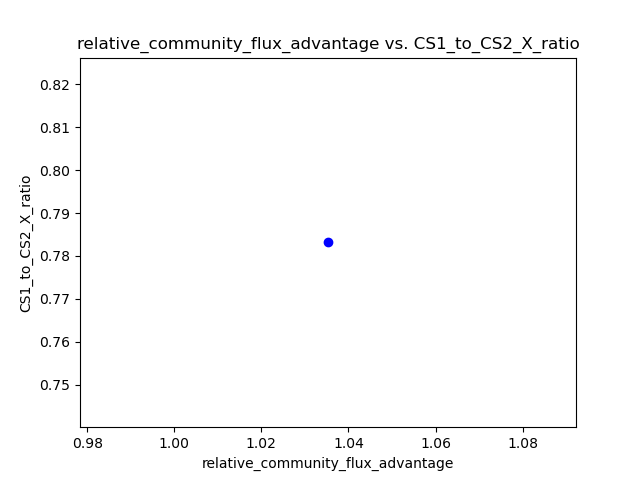 relative_community_flux_advantage vs. CS1_to_CS2_X_ratio
0.82
0.81
0.80
0.79
0.78
0.77
0.76
0.75
CS1_to_CS2_X_ratio
0.98 1.00 1.02 1.04 1.06 1.08
relative_community_flux_advantage